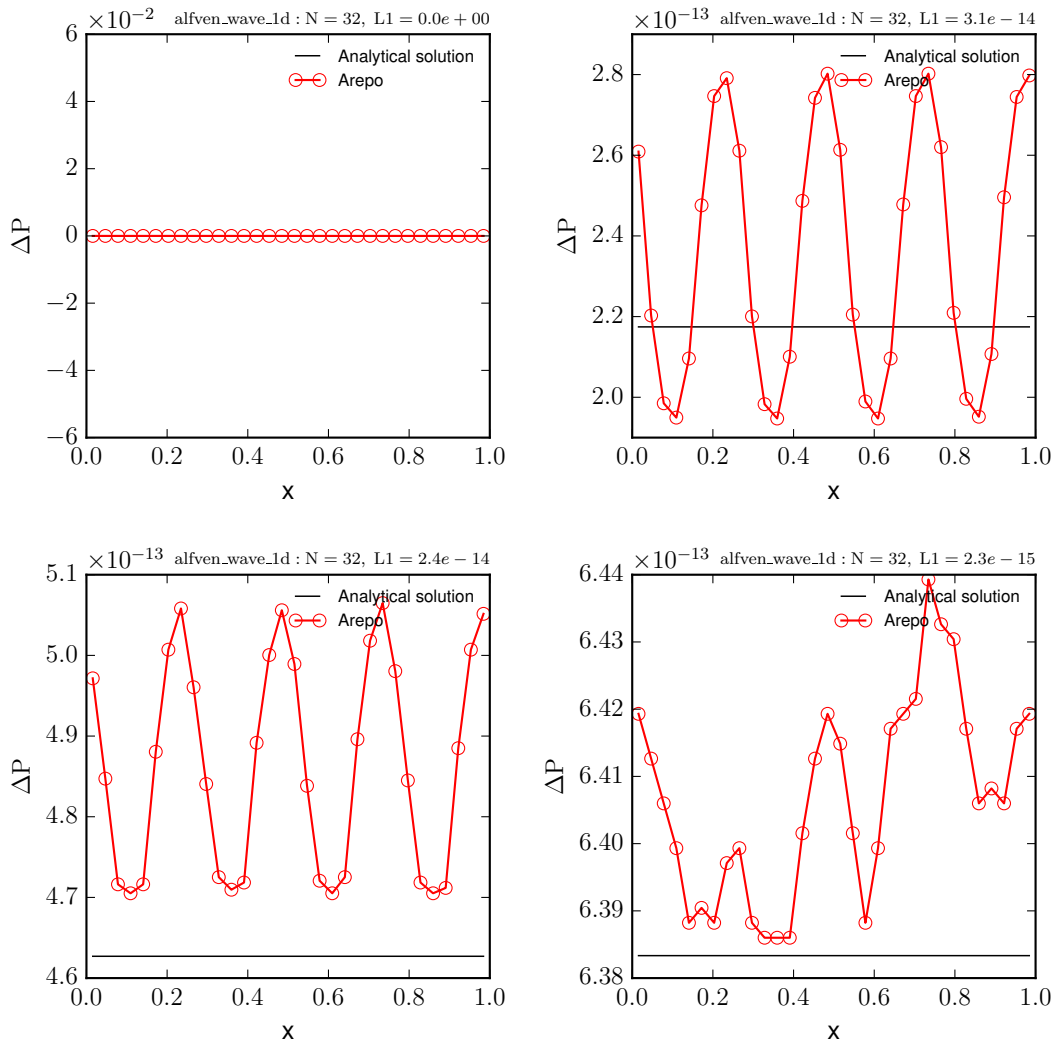 ×10−2 alfven_wave_1d : N = 32, L1 = 0.0e + 00
6
4
2
0
−2
−4
−6
ΔP
Analytical solution
Arepo
0.0 0.2 0.4 0.6 0.8 1.0
x
×10−13 alfven_wave_1d : N = 32, L1 = 3.1e − 14
2.8
2.6
2.4
2.2
2.0
ΔP
Analytical solution
Arepo
0.0 0.2 0.4 0.6 0.8 1.0
x
×10−13 alfven_wave_1d : N = 32, L1 = 2.4e − 14
5.1
5.0
4.9
4.8
4.7
4.6
ΔP
Analytical solution
Arepo
0.0 0.2 0.4 0.6 0.8 1.0
x
×10−13 alfven_wave_1d : N = 32, L1 = 2.3e − 15
6.44
6.43
6.42
6.41
6.40
6.39
6.38
ΔP
Analytical solution
Arepo
0.0 0.2 0.4 0.6 0.8 1.0
x